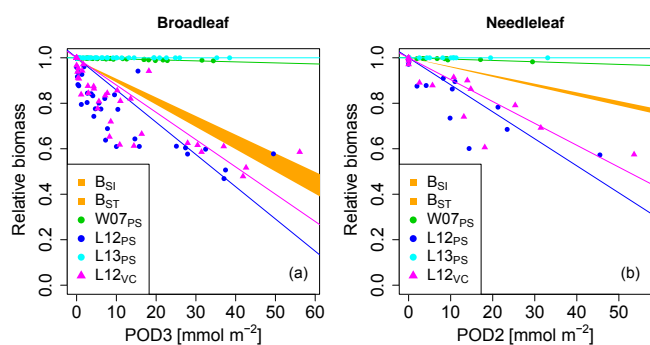 Broadleaf
Relative biomass
0.0 0.2 0.4 0.6 0.8 1.0
B_SI
B_ST
W07_PS
L12_PS
L13_PS
L12_VC
(a)
0 10 20 30 40 50 60
POD3 [mmol m⁻²]
Needleleaf
Relative biomass
0.0 0.2 0.4 0.6 0.8 1.0
B_SI
B_ST
W07_PS
L12_PS
L13_PS
L12_VC
(b)
0 10 20 30 40 50
POD2 [mmol m⁻²]